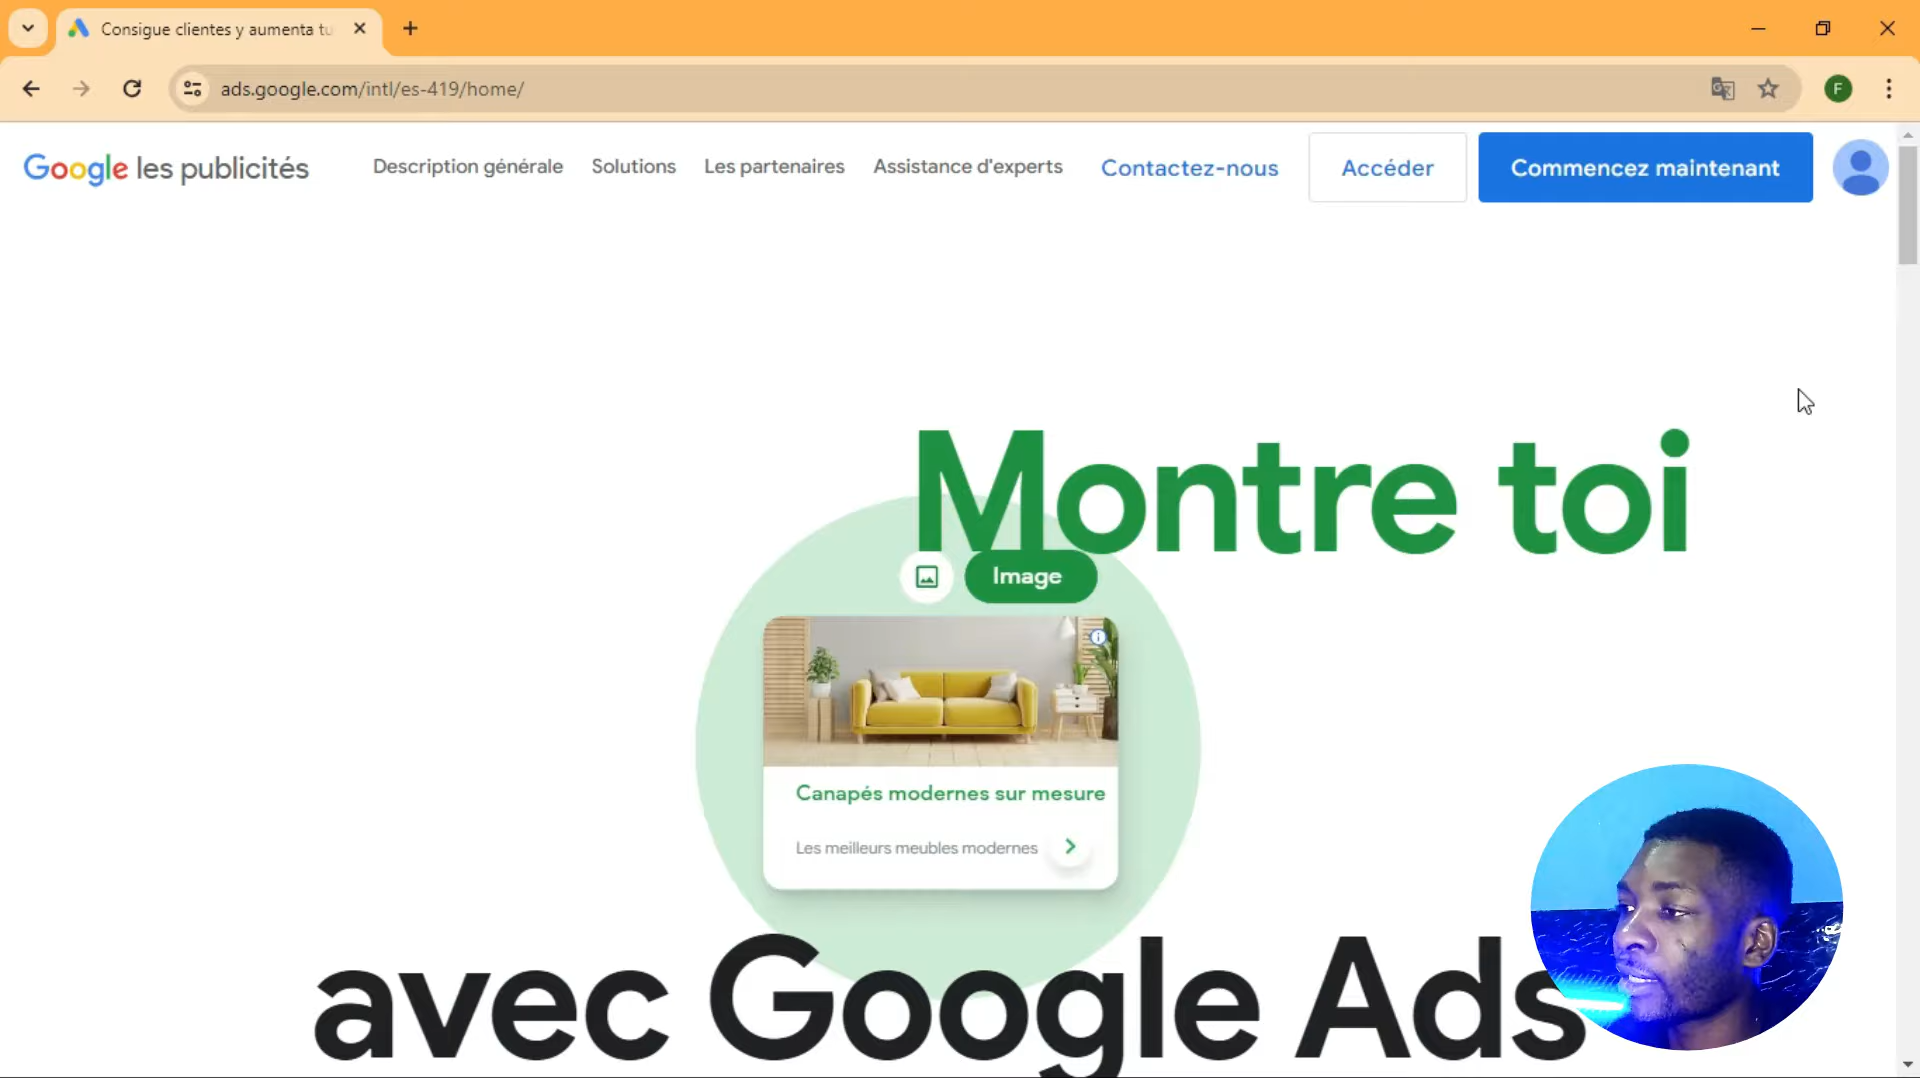 Consigue clientes y aumenta tu
ads.google.com/intl/es-419/home/
F
Google les publicités
Description générale
Solutions
Les partenaires
Assistance d'experts
Contactez-nous
Accéder
Commencez maintenant
Montre toi
Image
Canapés modernes sur mesure
Les meilleurs meubles modernes
avec Google Ads